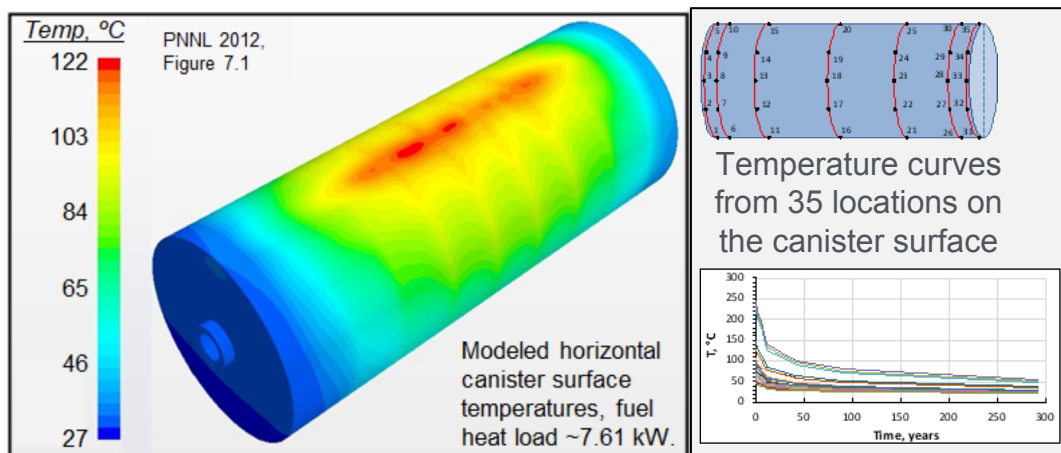 Temp, ºC
122
103
84
65
46
27
PNNL 2012,
Figure 7.1
Modeled horizontal
canister surface
temperatures, fuel
heat load ~7.61 kW.
5 10 15 20 25 30 35
4 9 14 19 24 29 34
3 8 13 18 23 28 33
2 7 12 17 22 27 32
1 6 11 16 21 26 31
Temperature curves
from 35 locations on
the canister surface
T, °C
300
250
200
150
100
50
0
0 50 100 150 200 250 300
Time, years